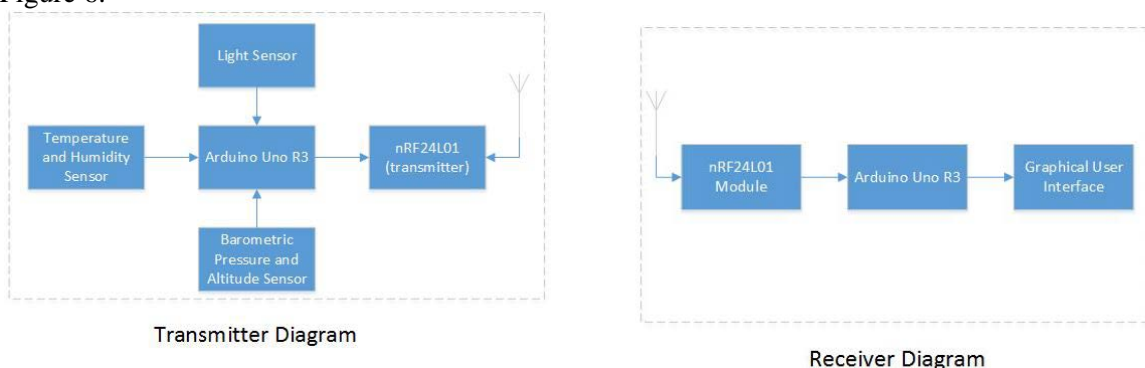 Figure 8.
Light Sensor
Temperature
and Humidity
Sensor
Arduino Uno R3
nRF24L01
(transmitter)
Barometric
Pressure and
Altitude Sensor
Transmitter Diagram
nRF24L01
Module
Arduino Uno R3
Graphical User
Interface
Receiver Diagram